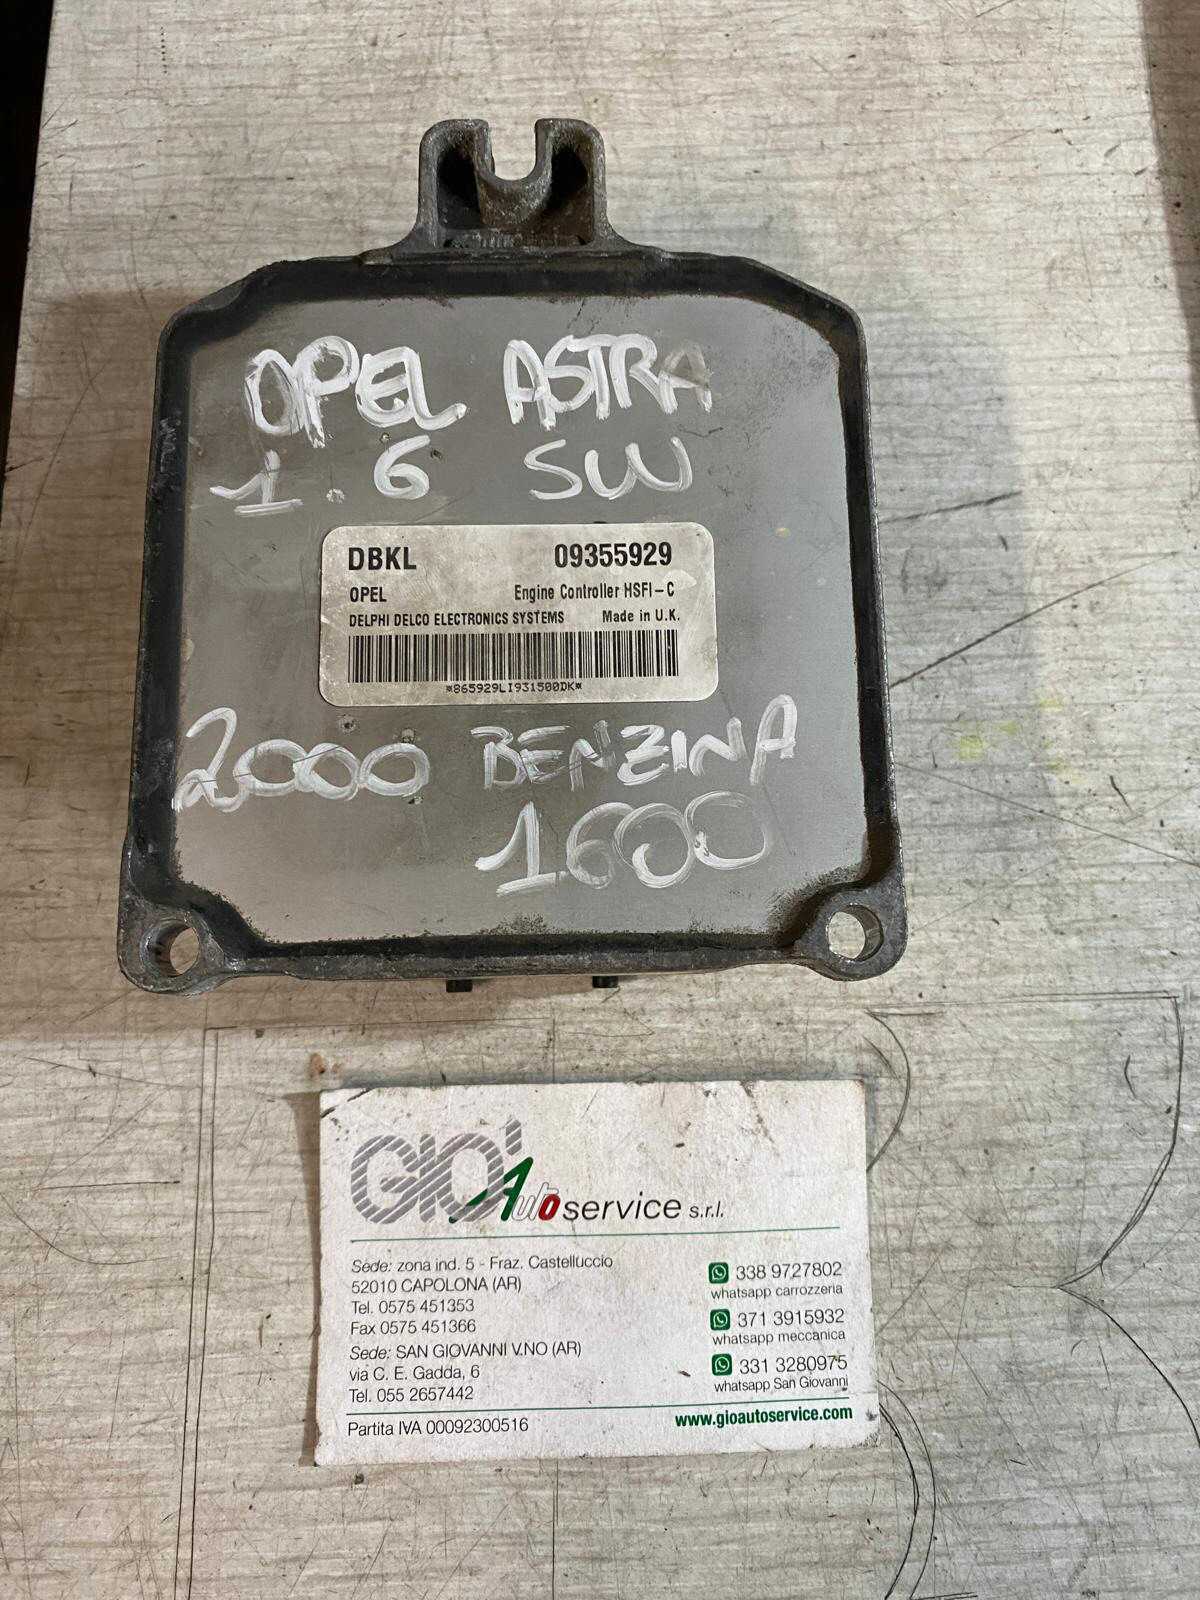 OPEL ASTRA
1.6 SW
DBKL 09355929
OPEL Engine Controller HSFI-C
DELPHI DELCO ELECTRONICS SYSTEMS Made in U.K.
*865929LI931500DK*
2000 BENZINA
1600
GIO' Autoservice s.r.l.
Sede: zona ind. 5 - Fraz. Castelluccio
52010 CAPOLONA (AR)
Tel. 0575 451353
Fax 0575 451366
Sede: SAN GIOVANNI V.NO (AR)
via C. E. Gadda, 6
Tel. 055 2657442
338 9727802
whatsapp carrozzeria
371 3915932
whatsapp meccanica
331 3280975
whatsapp San Giovanni
Partita IVA 00092300516
www.gioautoservice.com